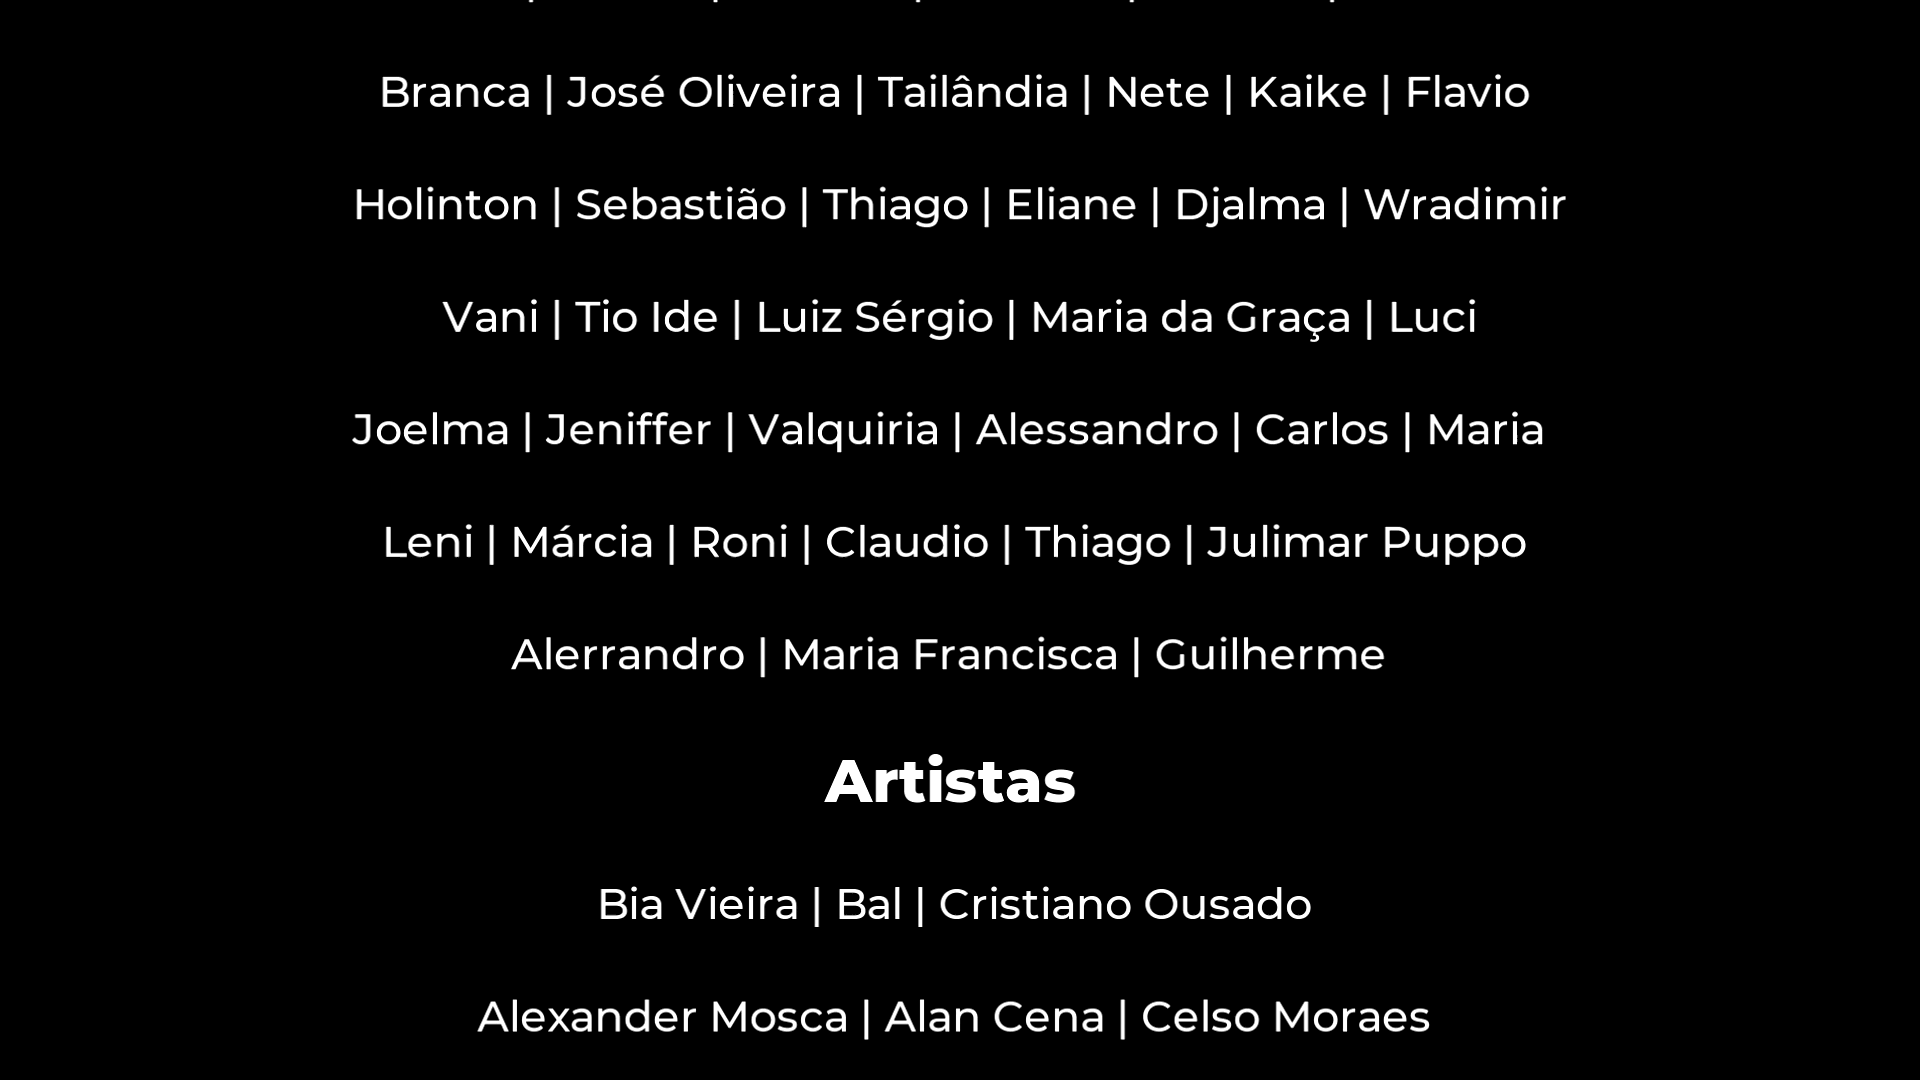 Branca | José Oliveira | Tailândia | Nete | Kaike | Flavio
Holinton | Sebastião | Thiago | Eliane | Djalma | Wradimir
Vani | Tio Ide | Luiz Sérgio | Maria da Graça | Luci
Joelma | Jeniffer | Valquiria | Alessandro | Carlos | Maria
Leni | Márcia | Roni | Claudio | Thiago | Julimar Puppo
Alerrandro | Maria Francisca | Guilherme
Artistas
Bia Vieira | Bal | Cristiano Ousado
Alexander Mosca | Alan Cena | Celso Moraes